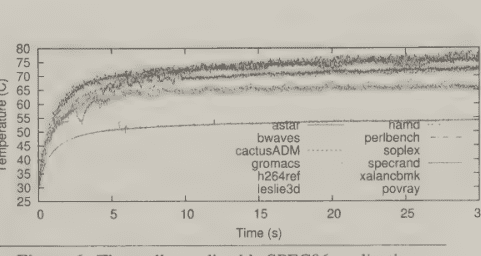 80
75
70
65
60
55
50
45
40
35
30
25
Temperature (C)
astar
bwaves
cactusADM
gromacs
h264ref
leslie3d
namd
perlbench
soplex
specrand
xalancbmk
povray
0 5 10 15 20 25 3
Time (s)